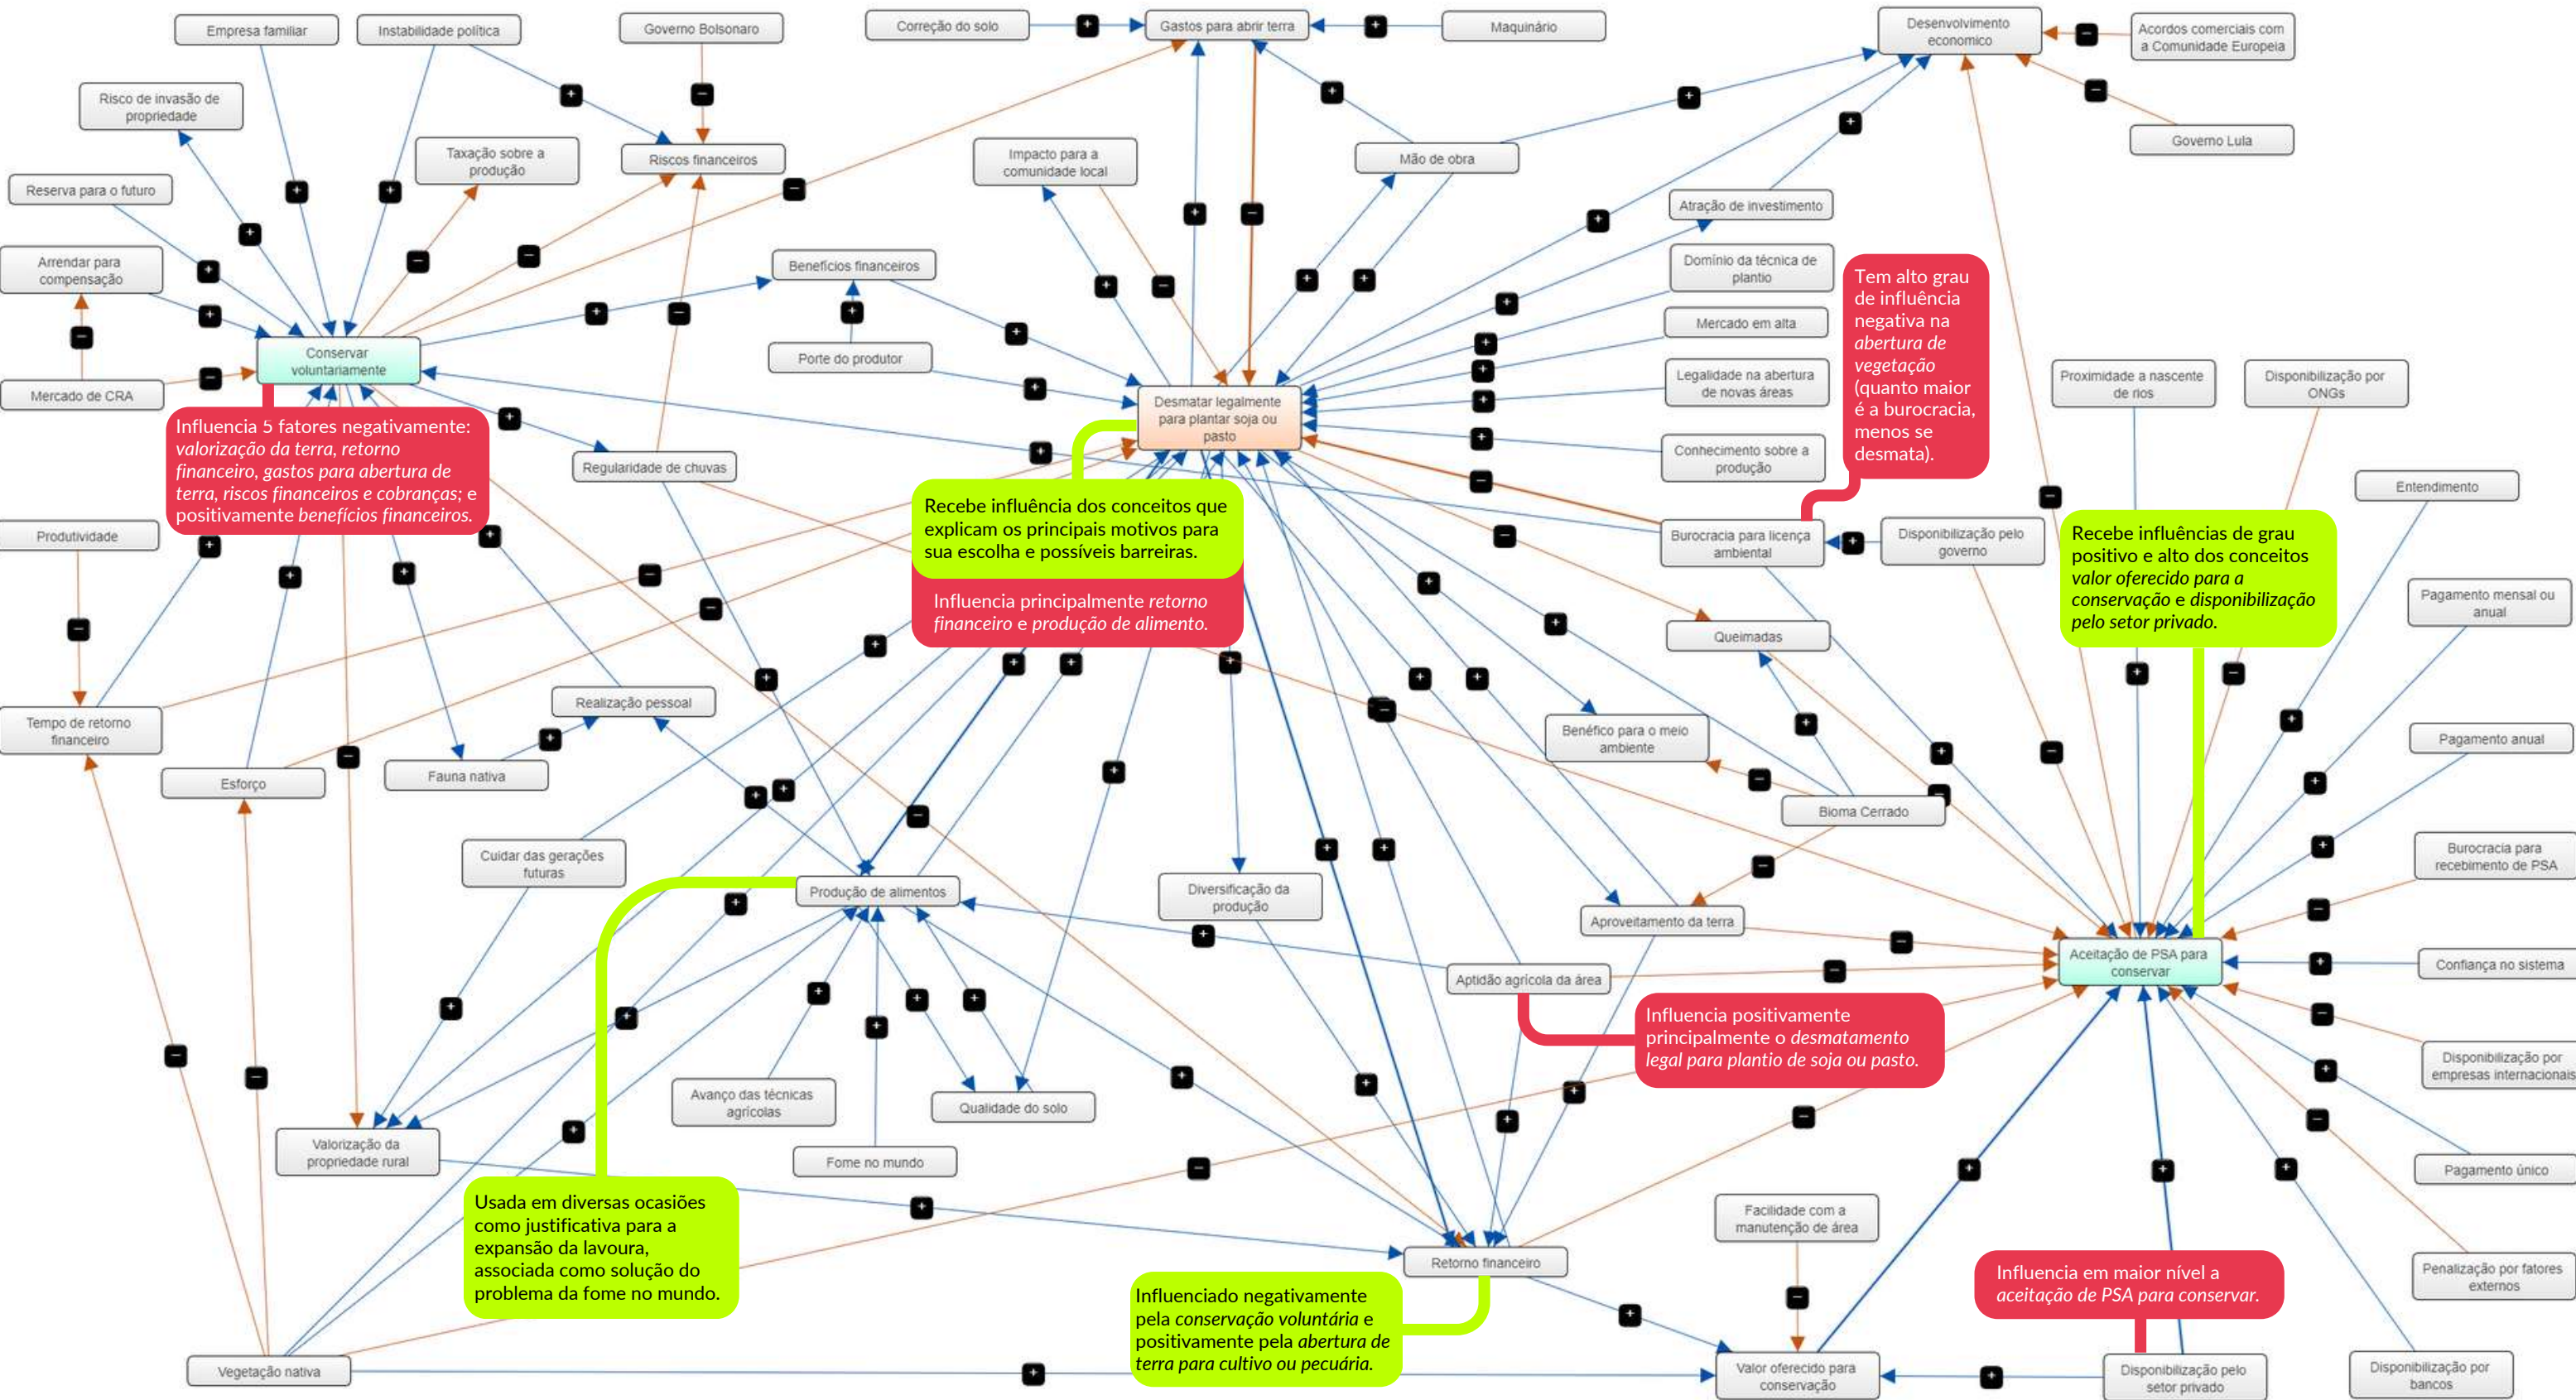 Empresa familiar
Instabilidade política
Governo Bolsonaro
Correção do solo
Gastos para abrir terra
Maquinário
Desenvolvimento
economico
Acordos comerciais com
a Comunidade Europeia
Risco de invasão de
propriedade
Taxação sobre a
produção
Riscos financeiros
Impacto para a
comunidade local
Mão de obra
Governo Lula
Reserva para o futuro
Atração de investimento
Arrendar para
compensação
Benefícios financeiros
Domínio da técnica de
plantio
Tem alto grau
de influência
negativa na
abertura de
vegetação
(quanto maior
é a burocracia,
menos se
desmata).
Mercado em alta
Conservar
voluntariamente
Porte do produtor
Mercado de CRA
Desmatar legalmente
para plantar soja ou
pasto
Legalidade na abertura
de novas áreas
Proximidade a nascente
de rios
Disponibilização por
ONGs
Influencia 5 fatores negativamente:
valorização da terra, retorno
financeiro, gastos para abertura de
terra, riscos financeiros e cobranças; e
positivamente benefícios financeiros.
Regularidade de chuvas
Conhecimento sobre a
produção
Entendimento
Recebe influência dos conceitos que
explicam os principais motivos para
sua escolha e possíveis barreiras.
Influencia principalmente retorno
financeiro e produção de alimento.
Produtividade
Burocracia para licença
ambiental
Disponibilização pelo
governo
Recebe influências de grau
positivo e alto dos conceitos
valor oferecido para a
conservação e disponibilização
pelo setor privado.
Pagamento mensal ou
anual
Queimadas
Tempo de retorno
financeiro
Realização pessoal
Benéfico para o meio
ambiente
Pagamento anual
Esforço
Fauna nativa
Bioma Cerrado
Cuidar das gerações
futuras
Produção de alimentos
Diversificação da
produção
Aproveitamento da terra
Burocracia para
recebimento de PSA
Aptidão agrícola da área
Aceitação de PSA para
conservar
Confiança no sistema
Influencia positivamente
principalmente o desmatamento
legal para plantio de soja ou pasto.
Avanço das técnicas
agrícolas
Qualidade do solo
Disponibilização por
empresas internacionais
Valorização da
propriedade rural
Fome no mundo
Pagamento único
Usada em diversas ocasiões
como justificativa para a
expansão da lavoura,
associada como solução do
problema da fome no mundo.
Facilidade com a
manutenção de área
Retorno financeiro
Penalização por fatores
externos
Influenciado negativamente
pela conservação voluntária e
positivamente pela abertura de
terra para cultivo ou pecuária.
Influencia em maior nível a
aceitação de PSA para conservar.
Vegetação nativa
Valor oferecido para
conservação
Disponibilização pelo
setor privado
Disponibilização por
bancos